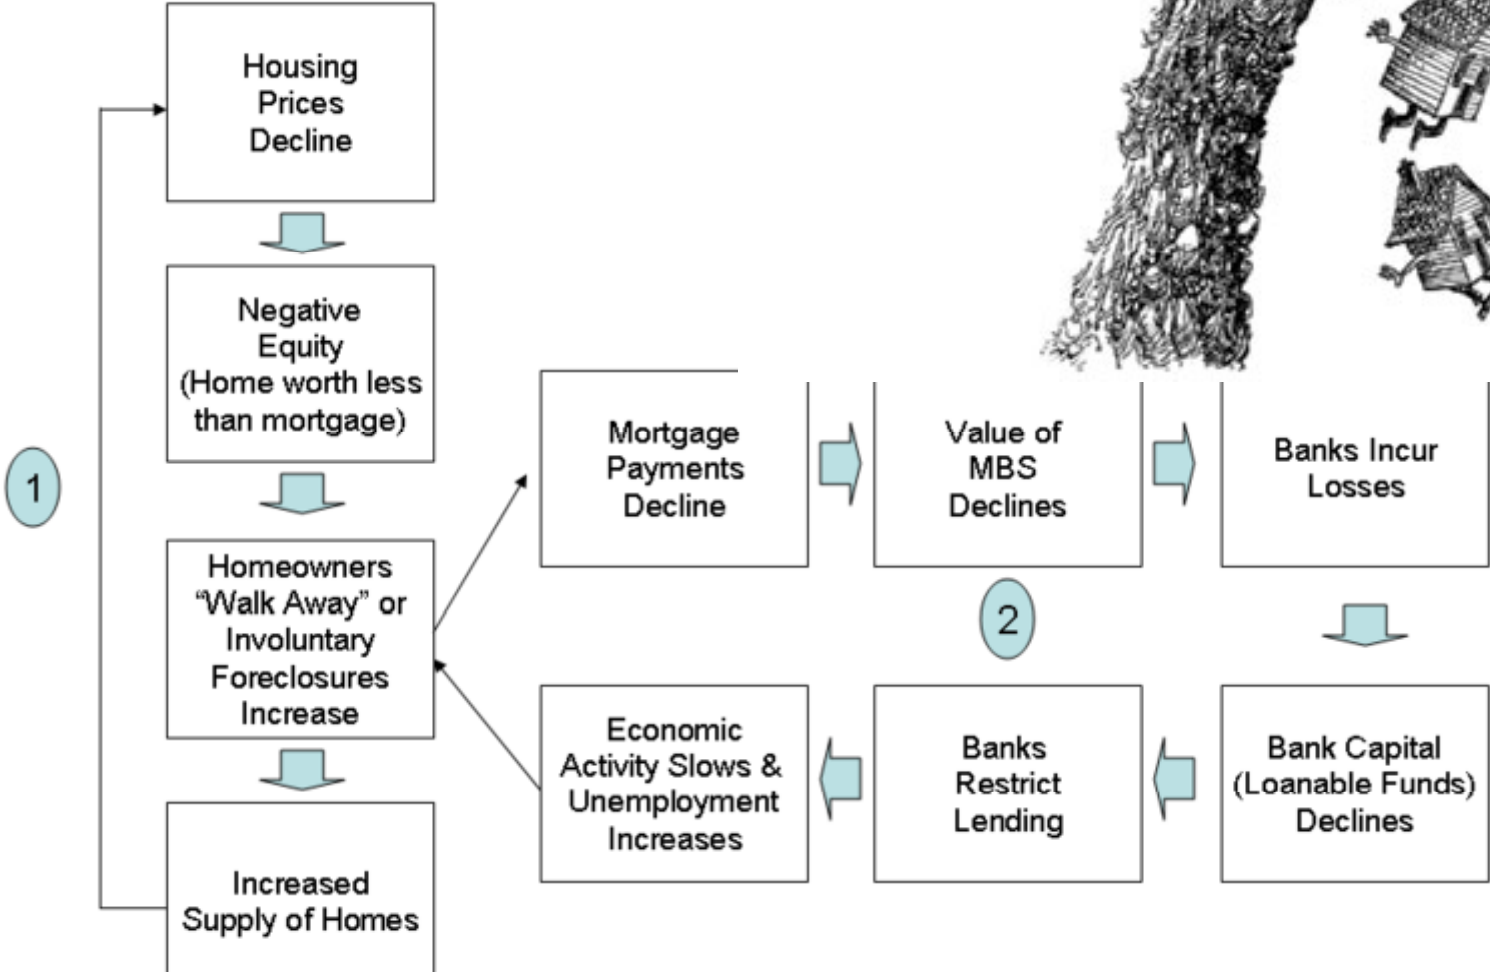 Housing
Prices
Decline
Negative
Equity
(Home worth less
than mortgage)
1
Homeowners
“Walk Away” or
Involuntary
Foreclosures
Increase
Increased
Supply of Homes
Mortgage
Payments
Decline
Value of
MBS
Declines
Banks Incur
Losses
2
Bank Capital
(Loanable Funds)
Declines
Banks
Restrict
Lending
Economic
Activity Slows &
Unemployment
Increases